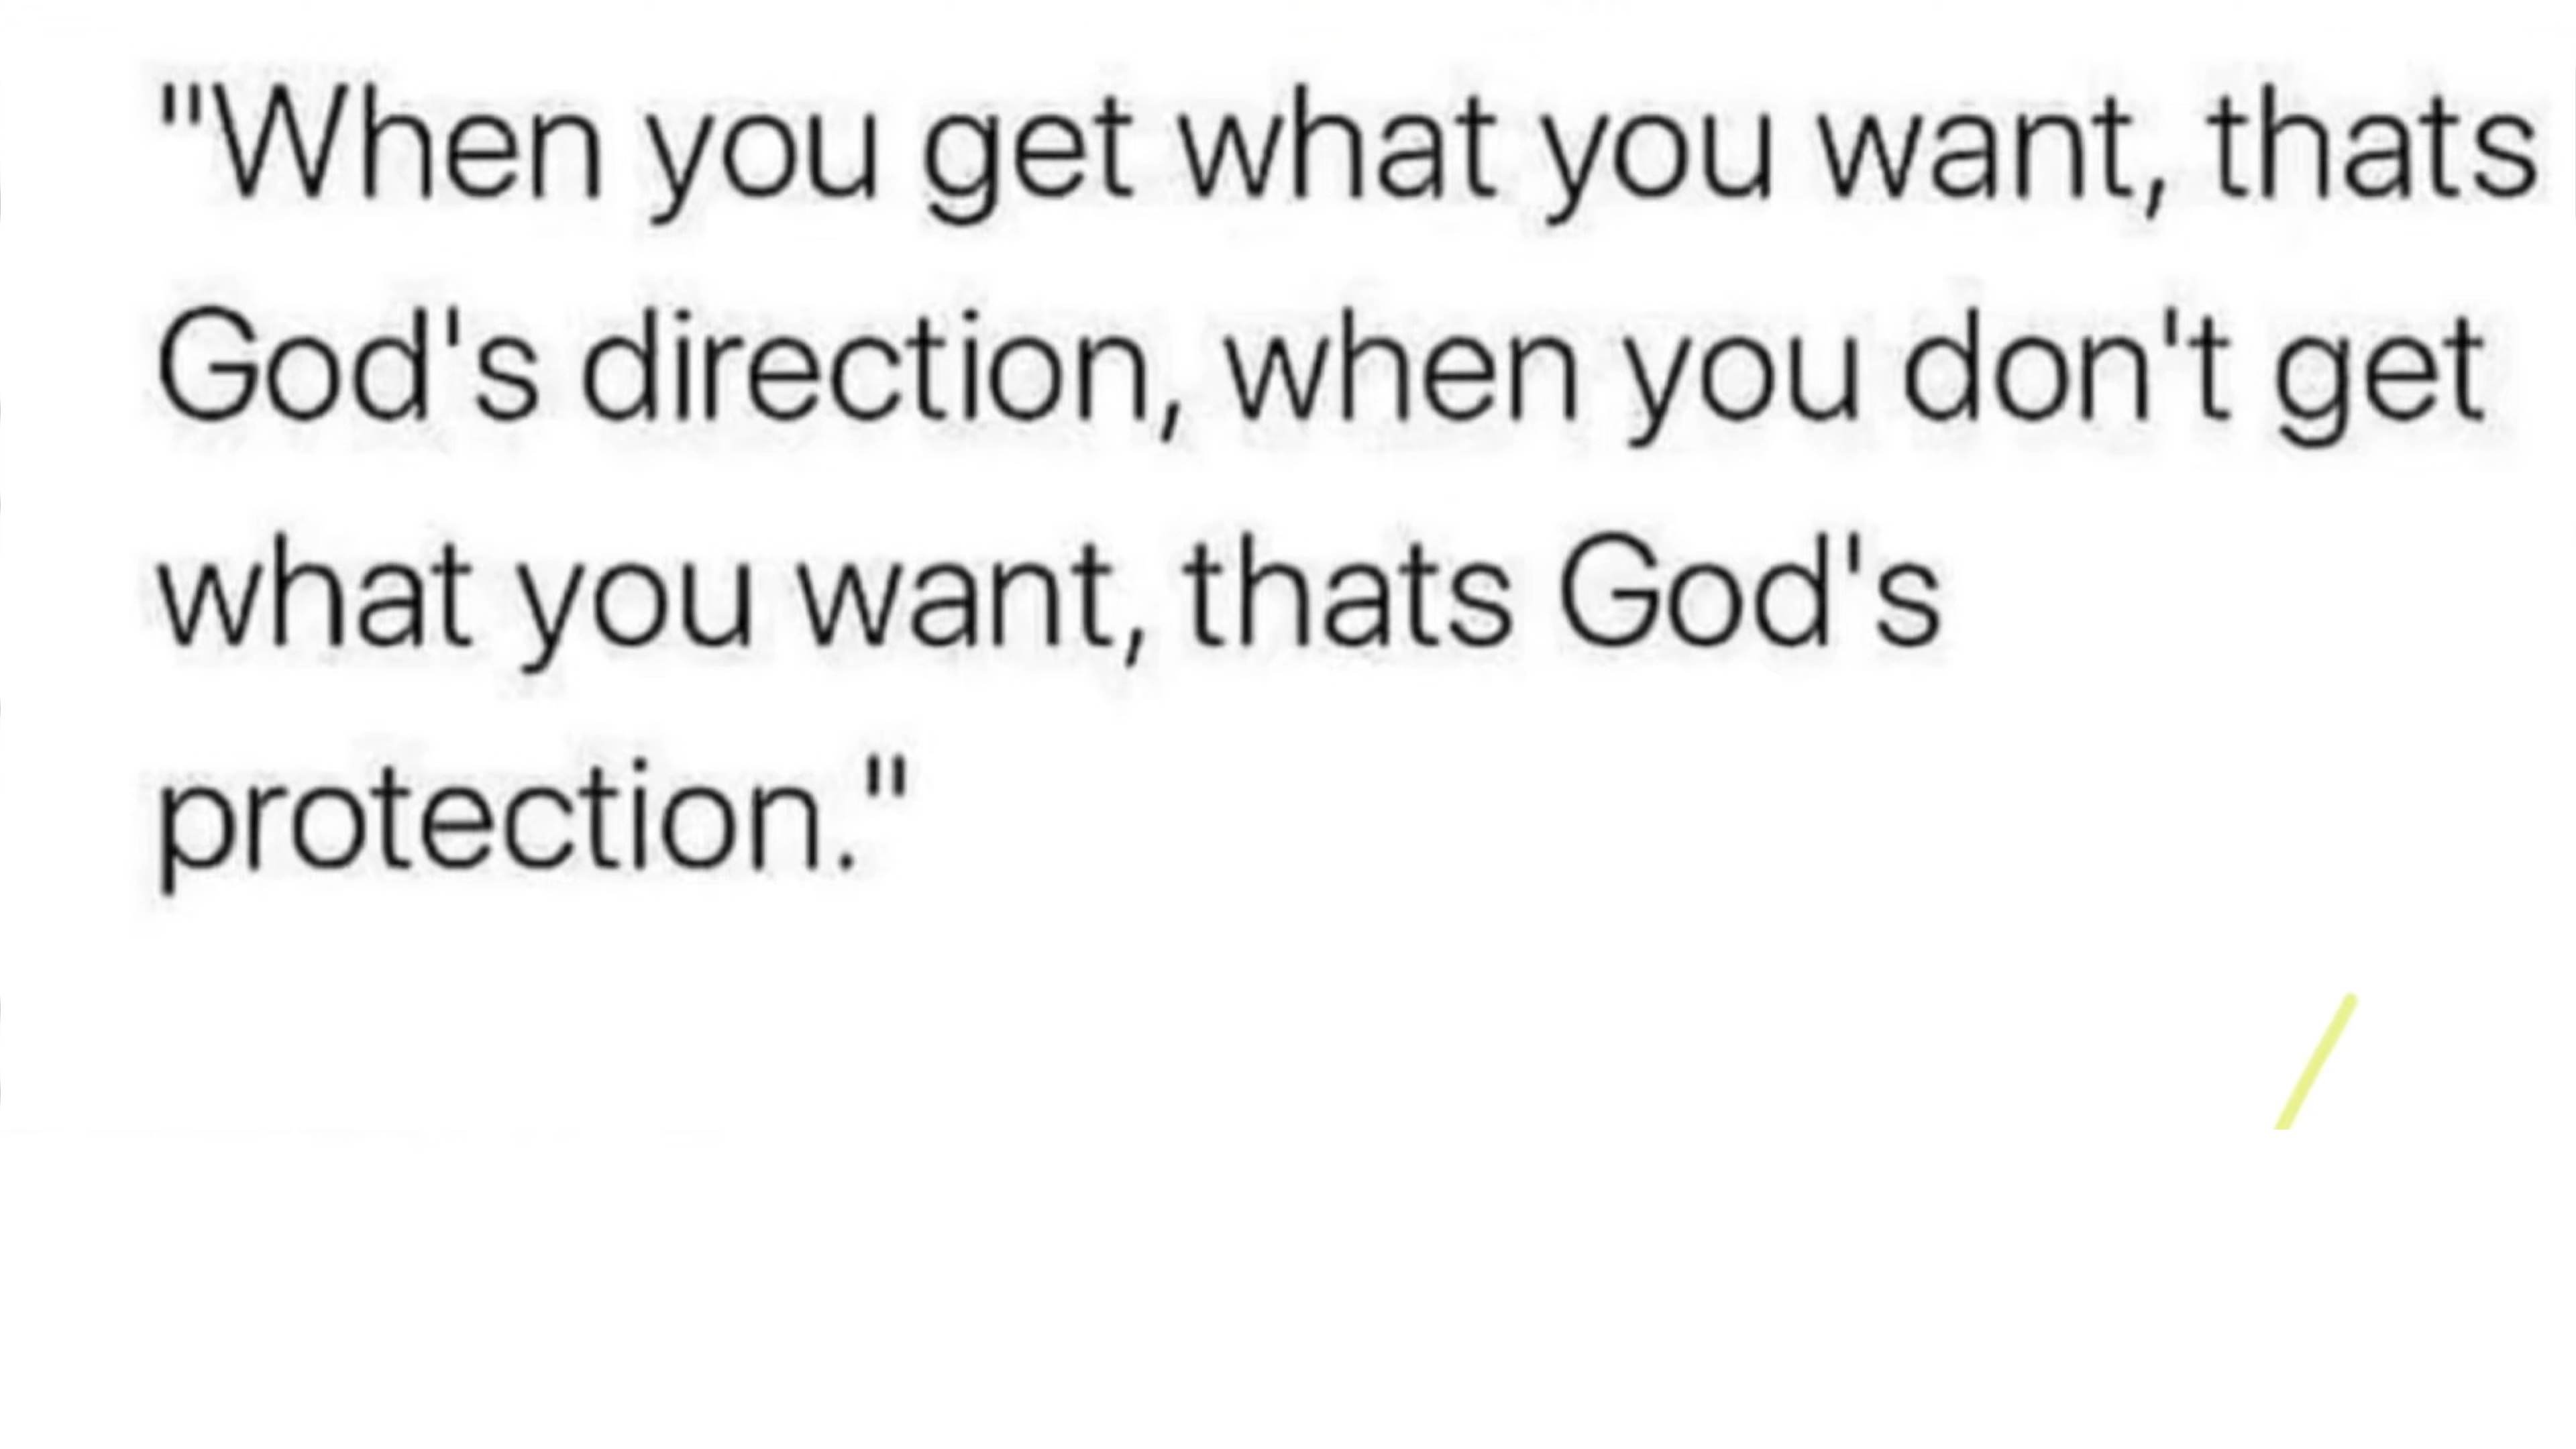 "When you get what you want, thats
God's direction, when you don't get
what you want, thats God's
protection."